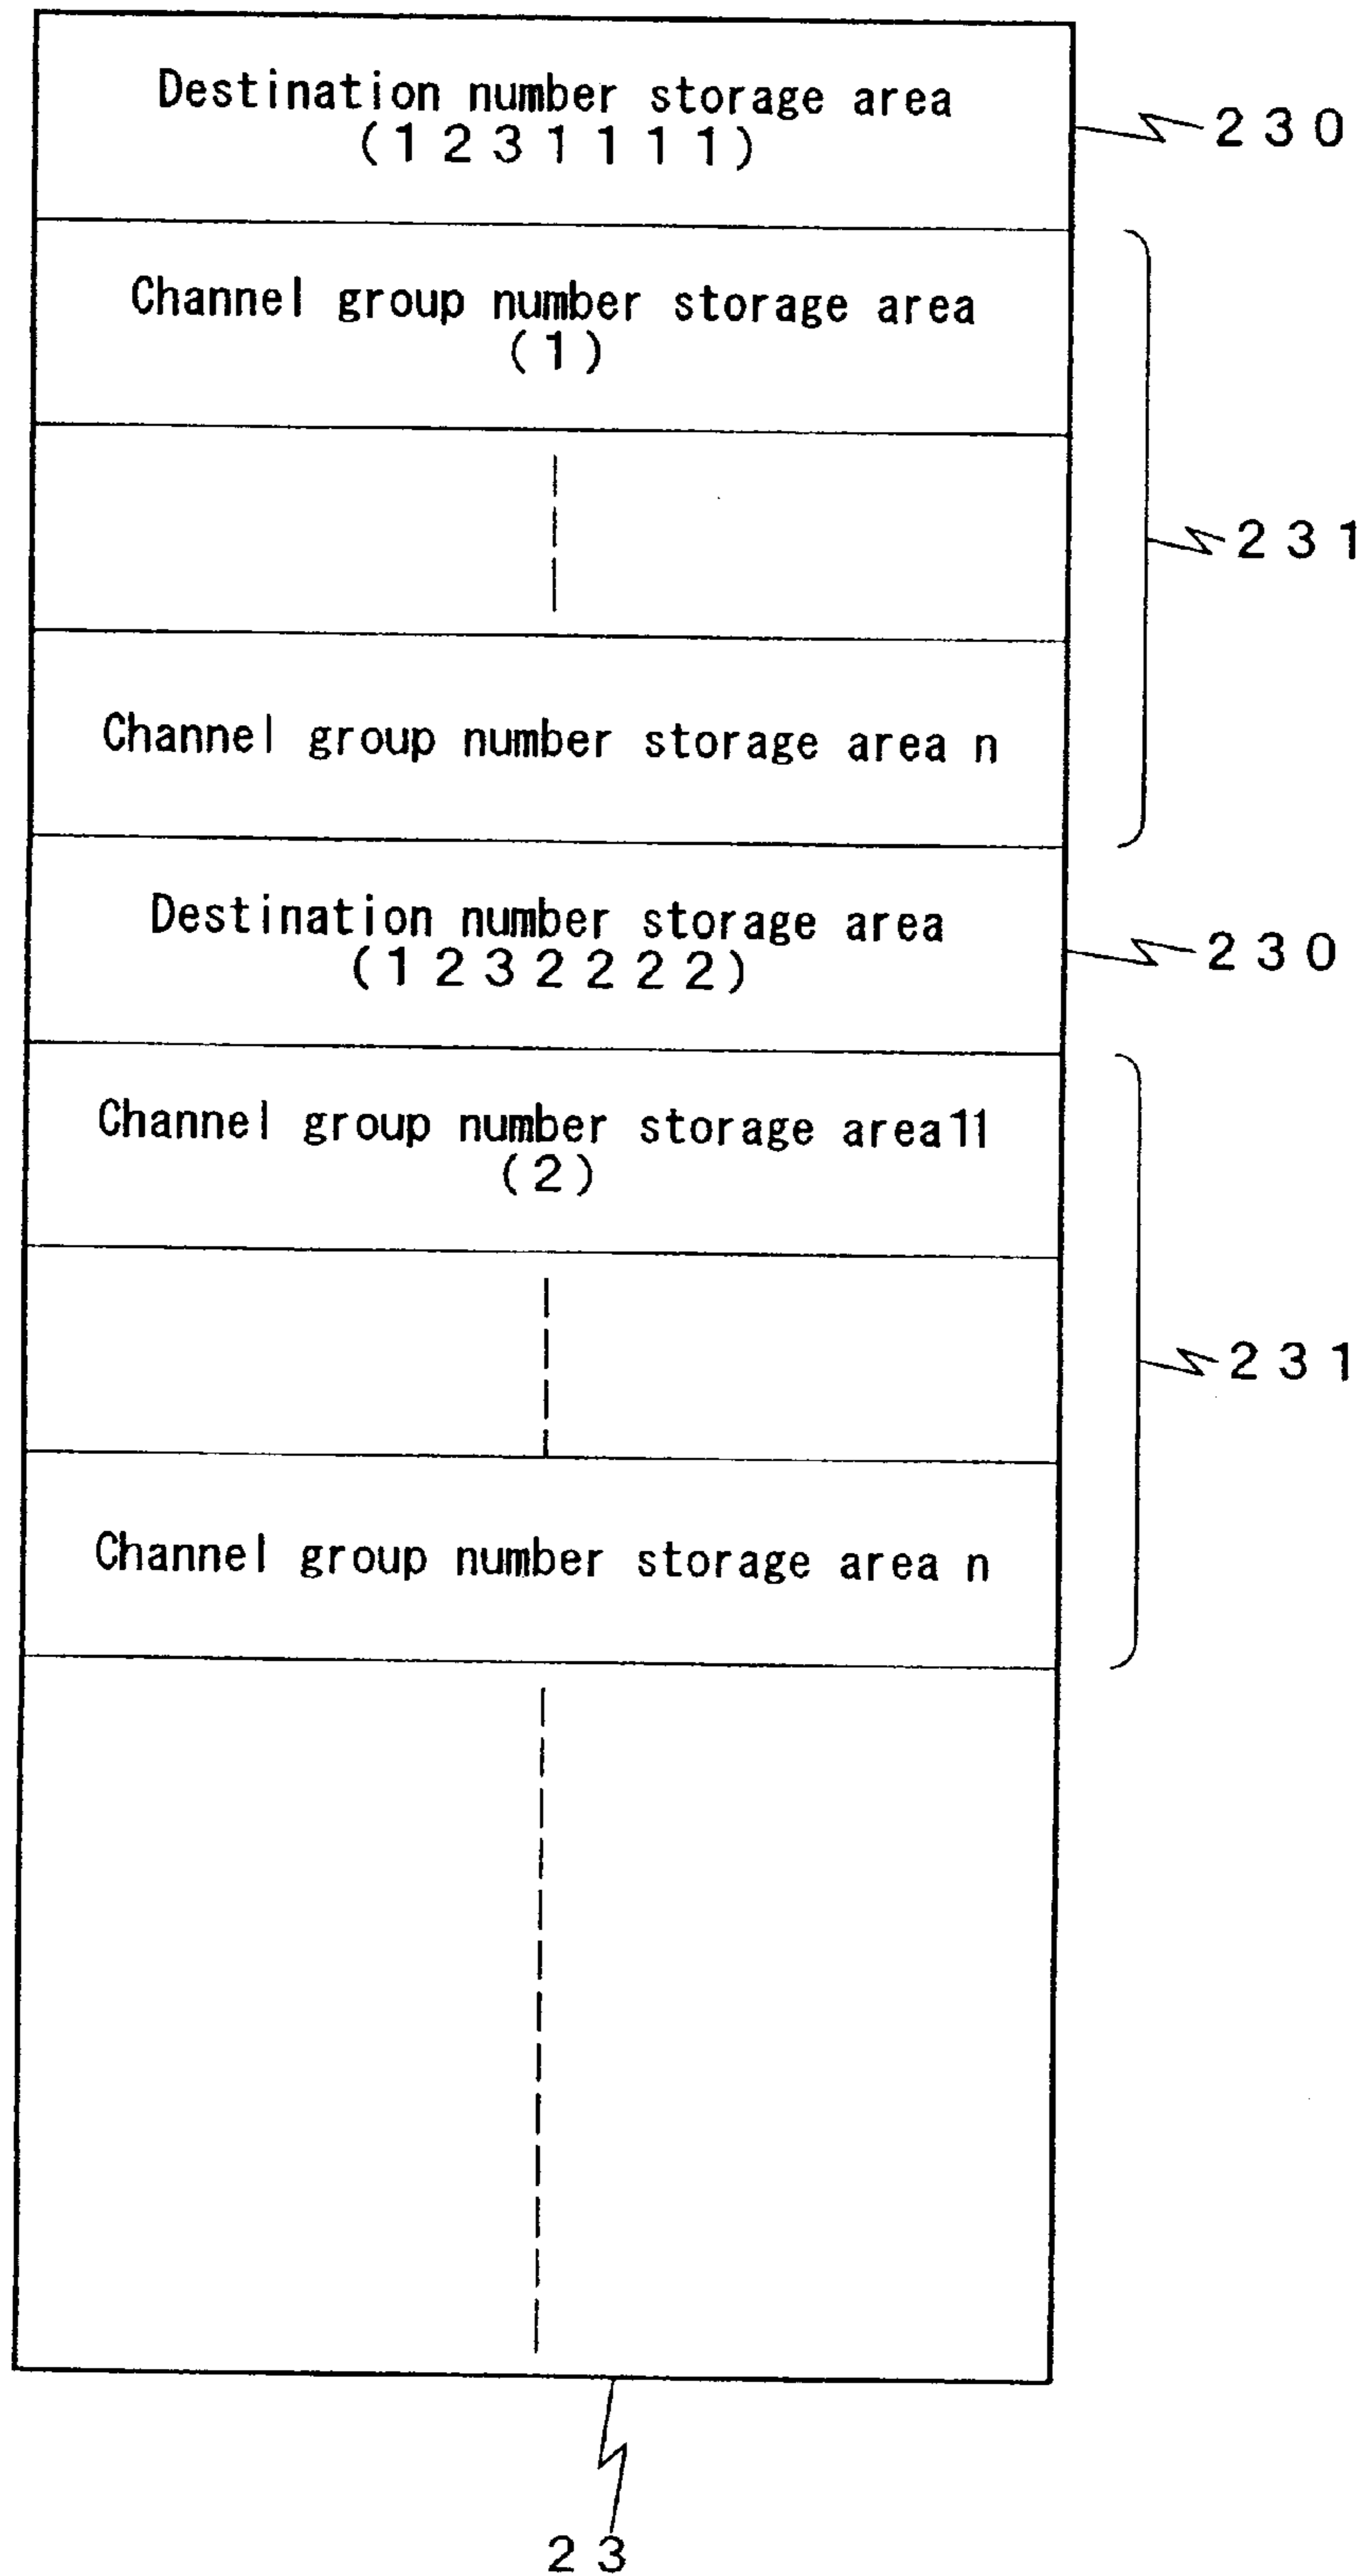 Destination number storage area
(1231111)
230
Channel group number storage area
(1)
231
Channel group number storage area n
Destination number storage area
(1232222)
230
Channel group number storage area11
(2)
231
Channel group number storage area n
23